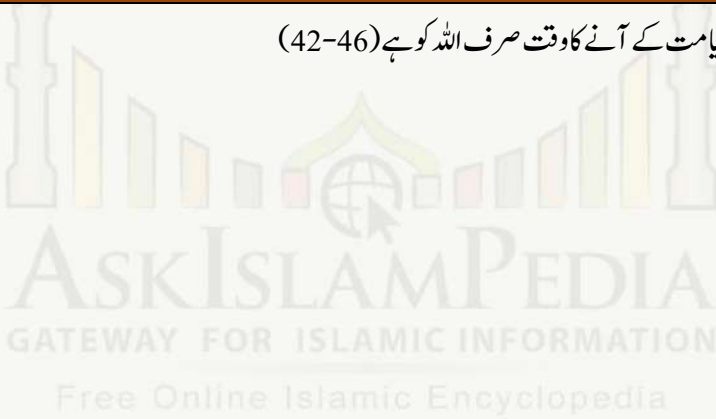 یامت کے آنے کا وقت صرف اللہ کو ہے (42-46)
ASKISLAMPEDIA
GATEWAY FOR ISLAMIC INFORMATION
Free Online Islamic Encyclopedia